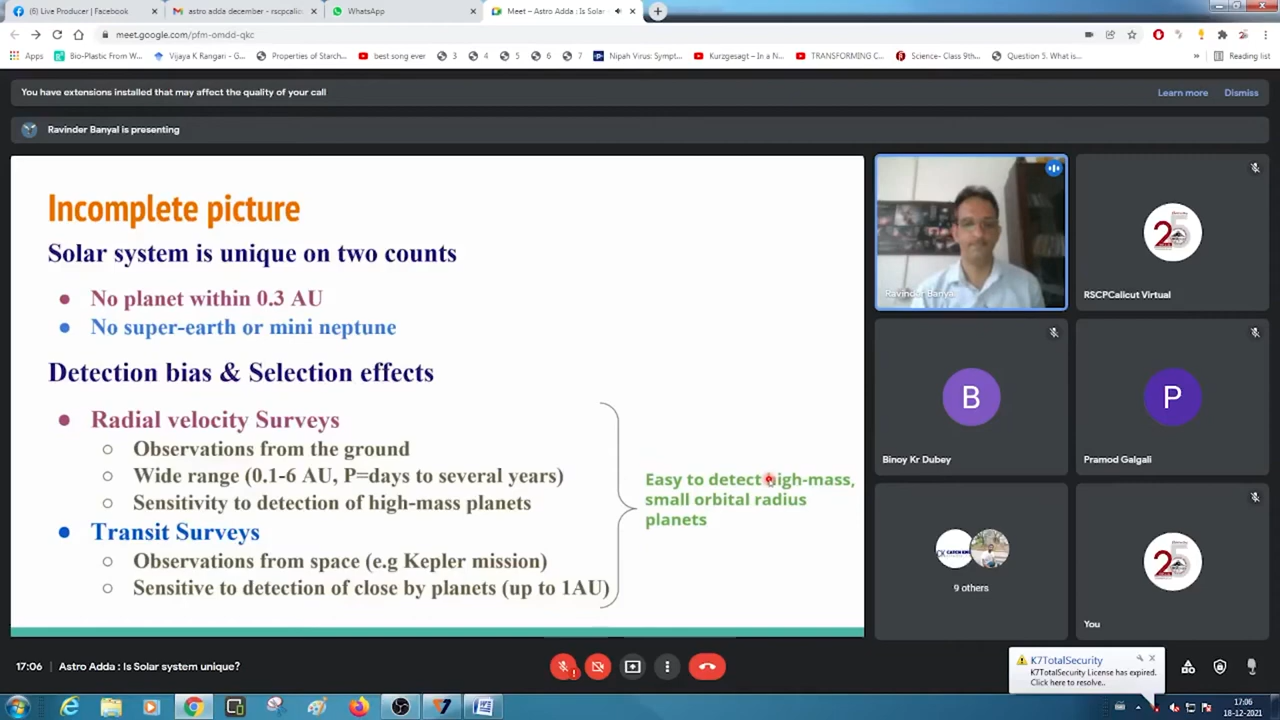 (6) Live Producer | Facebook
astro adda december - rscpcalic
WhatsApp
Meet – Astro Adda : Is Solar
meet.google.com/pfm-omdd-qkc
Apps
Bio-Plastic From W...
Vijaya K Rangan - G...
Properties of Starch...
best song ever
3
4
5
6
7
Nipah Virus: Sympt...
Kurzgesagt – In a N...
TRANSFORMING C...
Science- Class 9th...
Question 5. What is...
»
Reading list
You have extensions installed that may affect the quality of your call
Learn more
Dismiss
Ravinder Banyal is presenting
Incomplete picture
Solar system is unique on two counts
● No planet within 0.3 AU
● No super-earth or mini neptune
Detection bias & Selection effects
● Radial velocity Surveys
○ Observations from the ground
○ Wide range (0.1-6 AU, P=days to several years)
○ Sensitivity to detection of high-mass planets
● Transit Surveys
○ Observations from space (e.g Kepler mission)
○ Sensitive to detection of close by planets (up to 1AU)
Easy to detect high-mass,
small orbital radius
planets
Ravinder Banyal
25
RSCPCalicut Virtual
B
Binoy Kr Dubey
P
Pramod Galgali
9 others
25
You
17:06 Astro Adda : Is Solar system unique?
K7TotalSecurity
K7TotalSecurity License has expired.
Click here to resolve..
17:06
18-12-2021